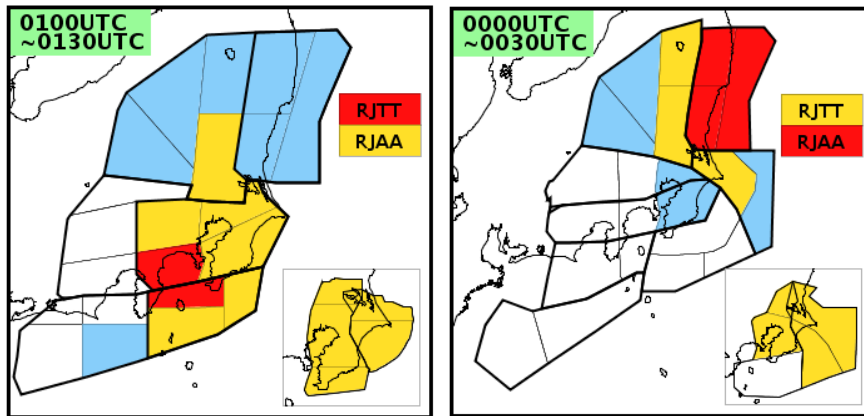 0100UTC
~0130UTC
RJTT
RJAA
0000UTC
~0030UTC
RJTT
RJAA